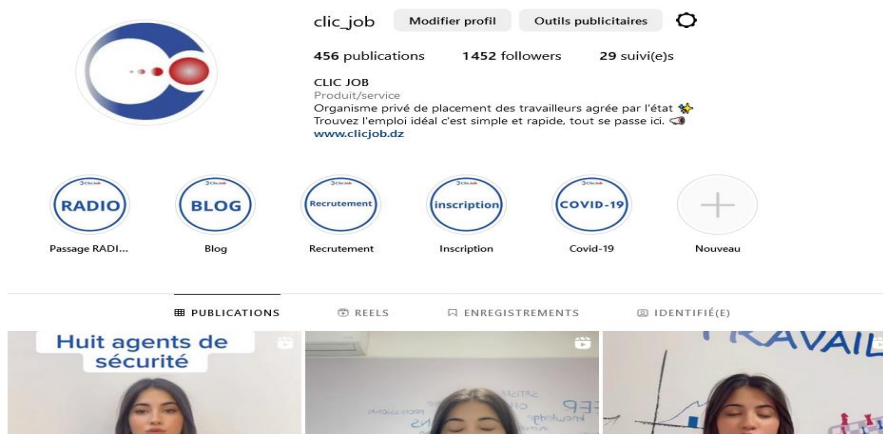 clic_job Modifier profil Outils publicitaires
456 publications 1452 followers 29 suivi(e)s
CLIC JOB
Produit/service
Organisme privé de placement des travailleurs agrée par l'état
Trouvez l'emploi idéal c'est simple et rapide, tout se passe ici.
www.clicjob.dz
RADIO BLOG Recrutement inscription COVID-19
Passage RADI... Blog Recrutement Inscription Covid-19 Nouveau
PUBLICATIONS REELS ENREGISTREMENTS IDENTIFIÉ(E)
Huit agents de
sécurité
TRAVAIL